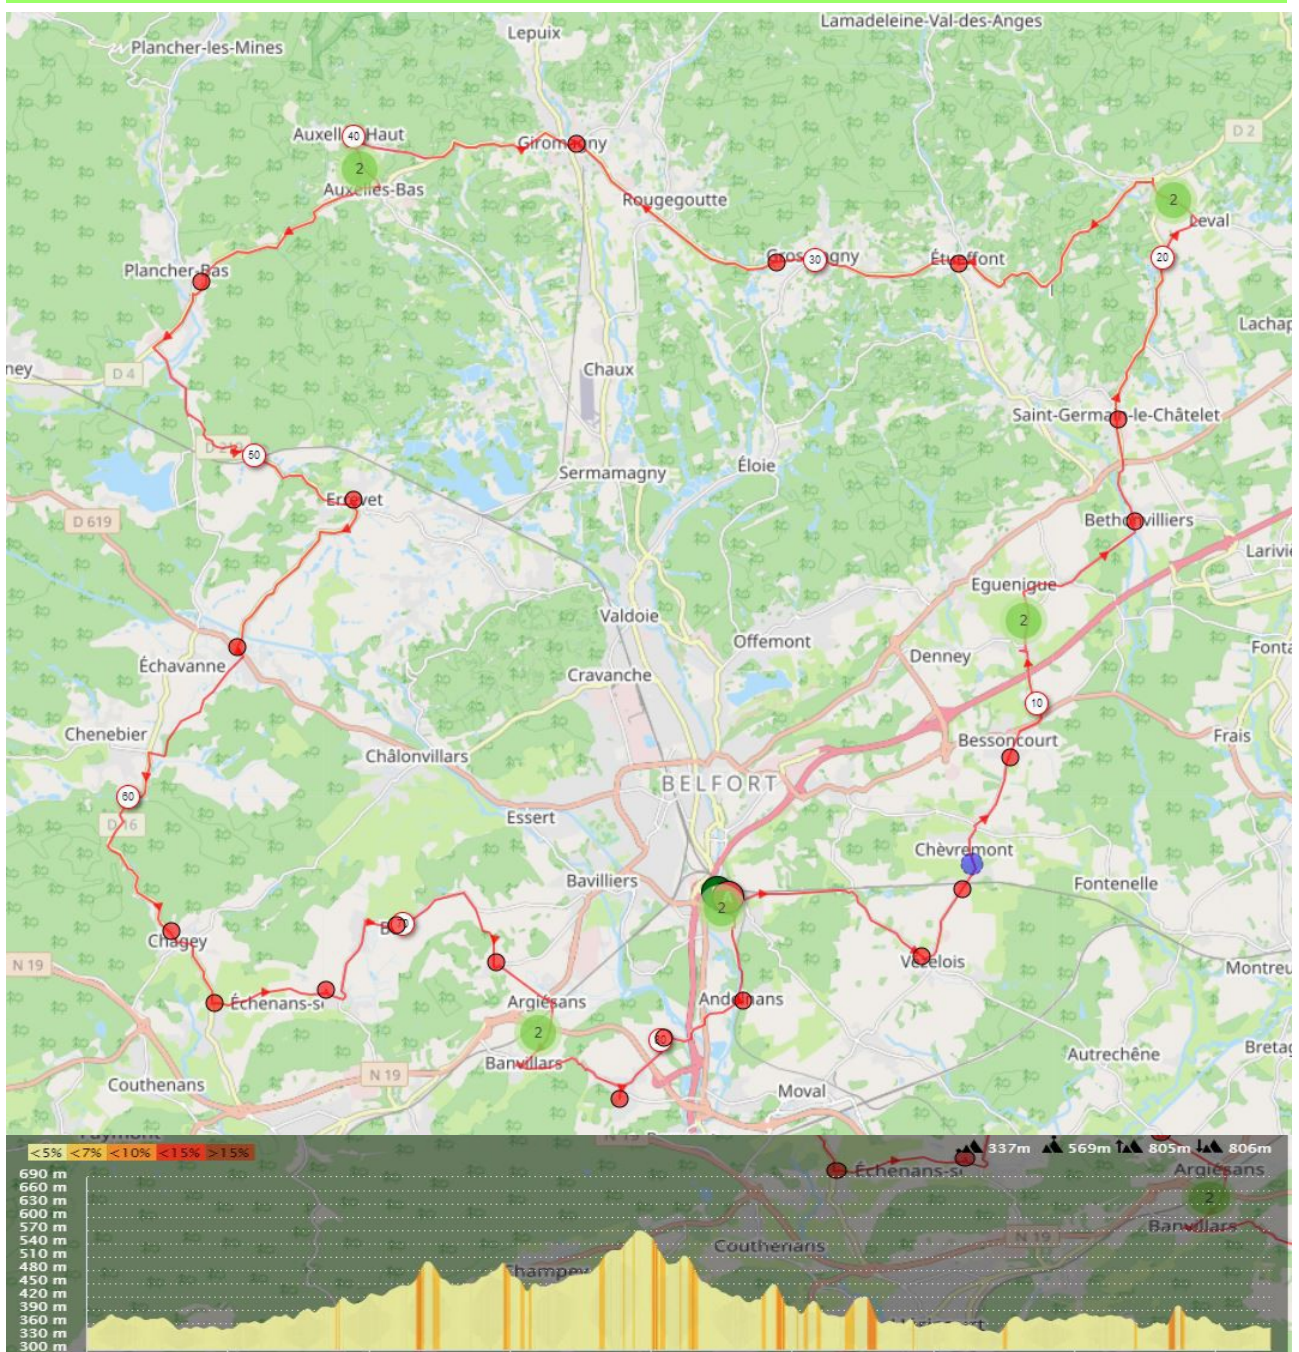 Lamadeleine-Val-des-Anges
Lepuix
Plancher-les-Mines
D 2
Auxelles-Haut
40
Giromagny
2
Auxelles-Bas
Rougegoutte
2
Leval
Plancher-Bas
Grosmagny
30
Étueffont
20
Lachap
ney
D 4
Chaux
Saint-Germain-le-Châtelet
50
Sermamagny
Éloie
Errevet
D 619
Bethonvilliers
Larivi
Eguenigue
Valdoie
2
Offemont
Denney
Fonta
Échavanne
Cravanche
10
Chenebier
Châlonvillars
Bessoncourt
Frais
60
BELFORT
D 16
Essert
Chèvremont
Bavilliers
Fontenelle
2
Chagey
N 19
Vézelois
Montreu
Échenans-s
Argiésans
Andelnans
2
Banvillars
Autrechêne
Bretag
Couthenans
N 19
Moval
<5% <7% <10% <15% >15%
337m 569m 805m 806m
690 m
660 m
630 m
600 m
570 m
540 m
510 m
480 m
450 m
420 m
390 m
360 m
330 m
300 m
Échenans-s
Argiésans
2
Banvillars
N 19
Couthenans
Champey